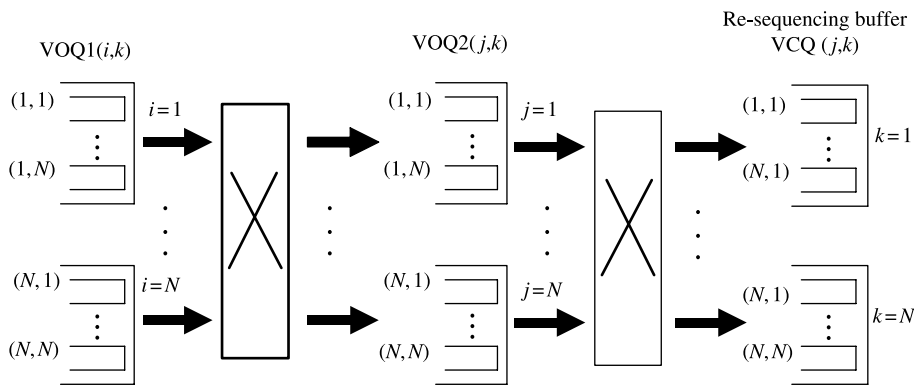 Re-sequencing buffer
VOQ1(i,k)
VOQ2(j,k)
VCQ (j,k)
(1, 1)
i=1
(1, 1)
j=1
(1, 1)
k=1
(1, N)
(1, N)
(N, 1)
(N, 1)
i=N
(N, 1)
j=N
(N, 1)
k=N
(N, N)
(N, N)
(N, N)